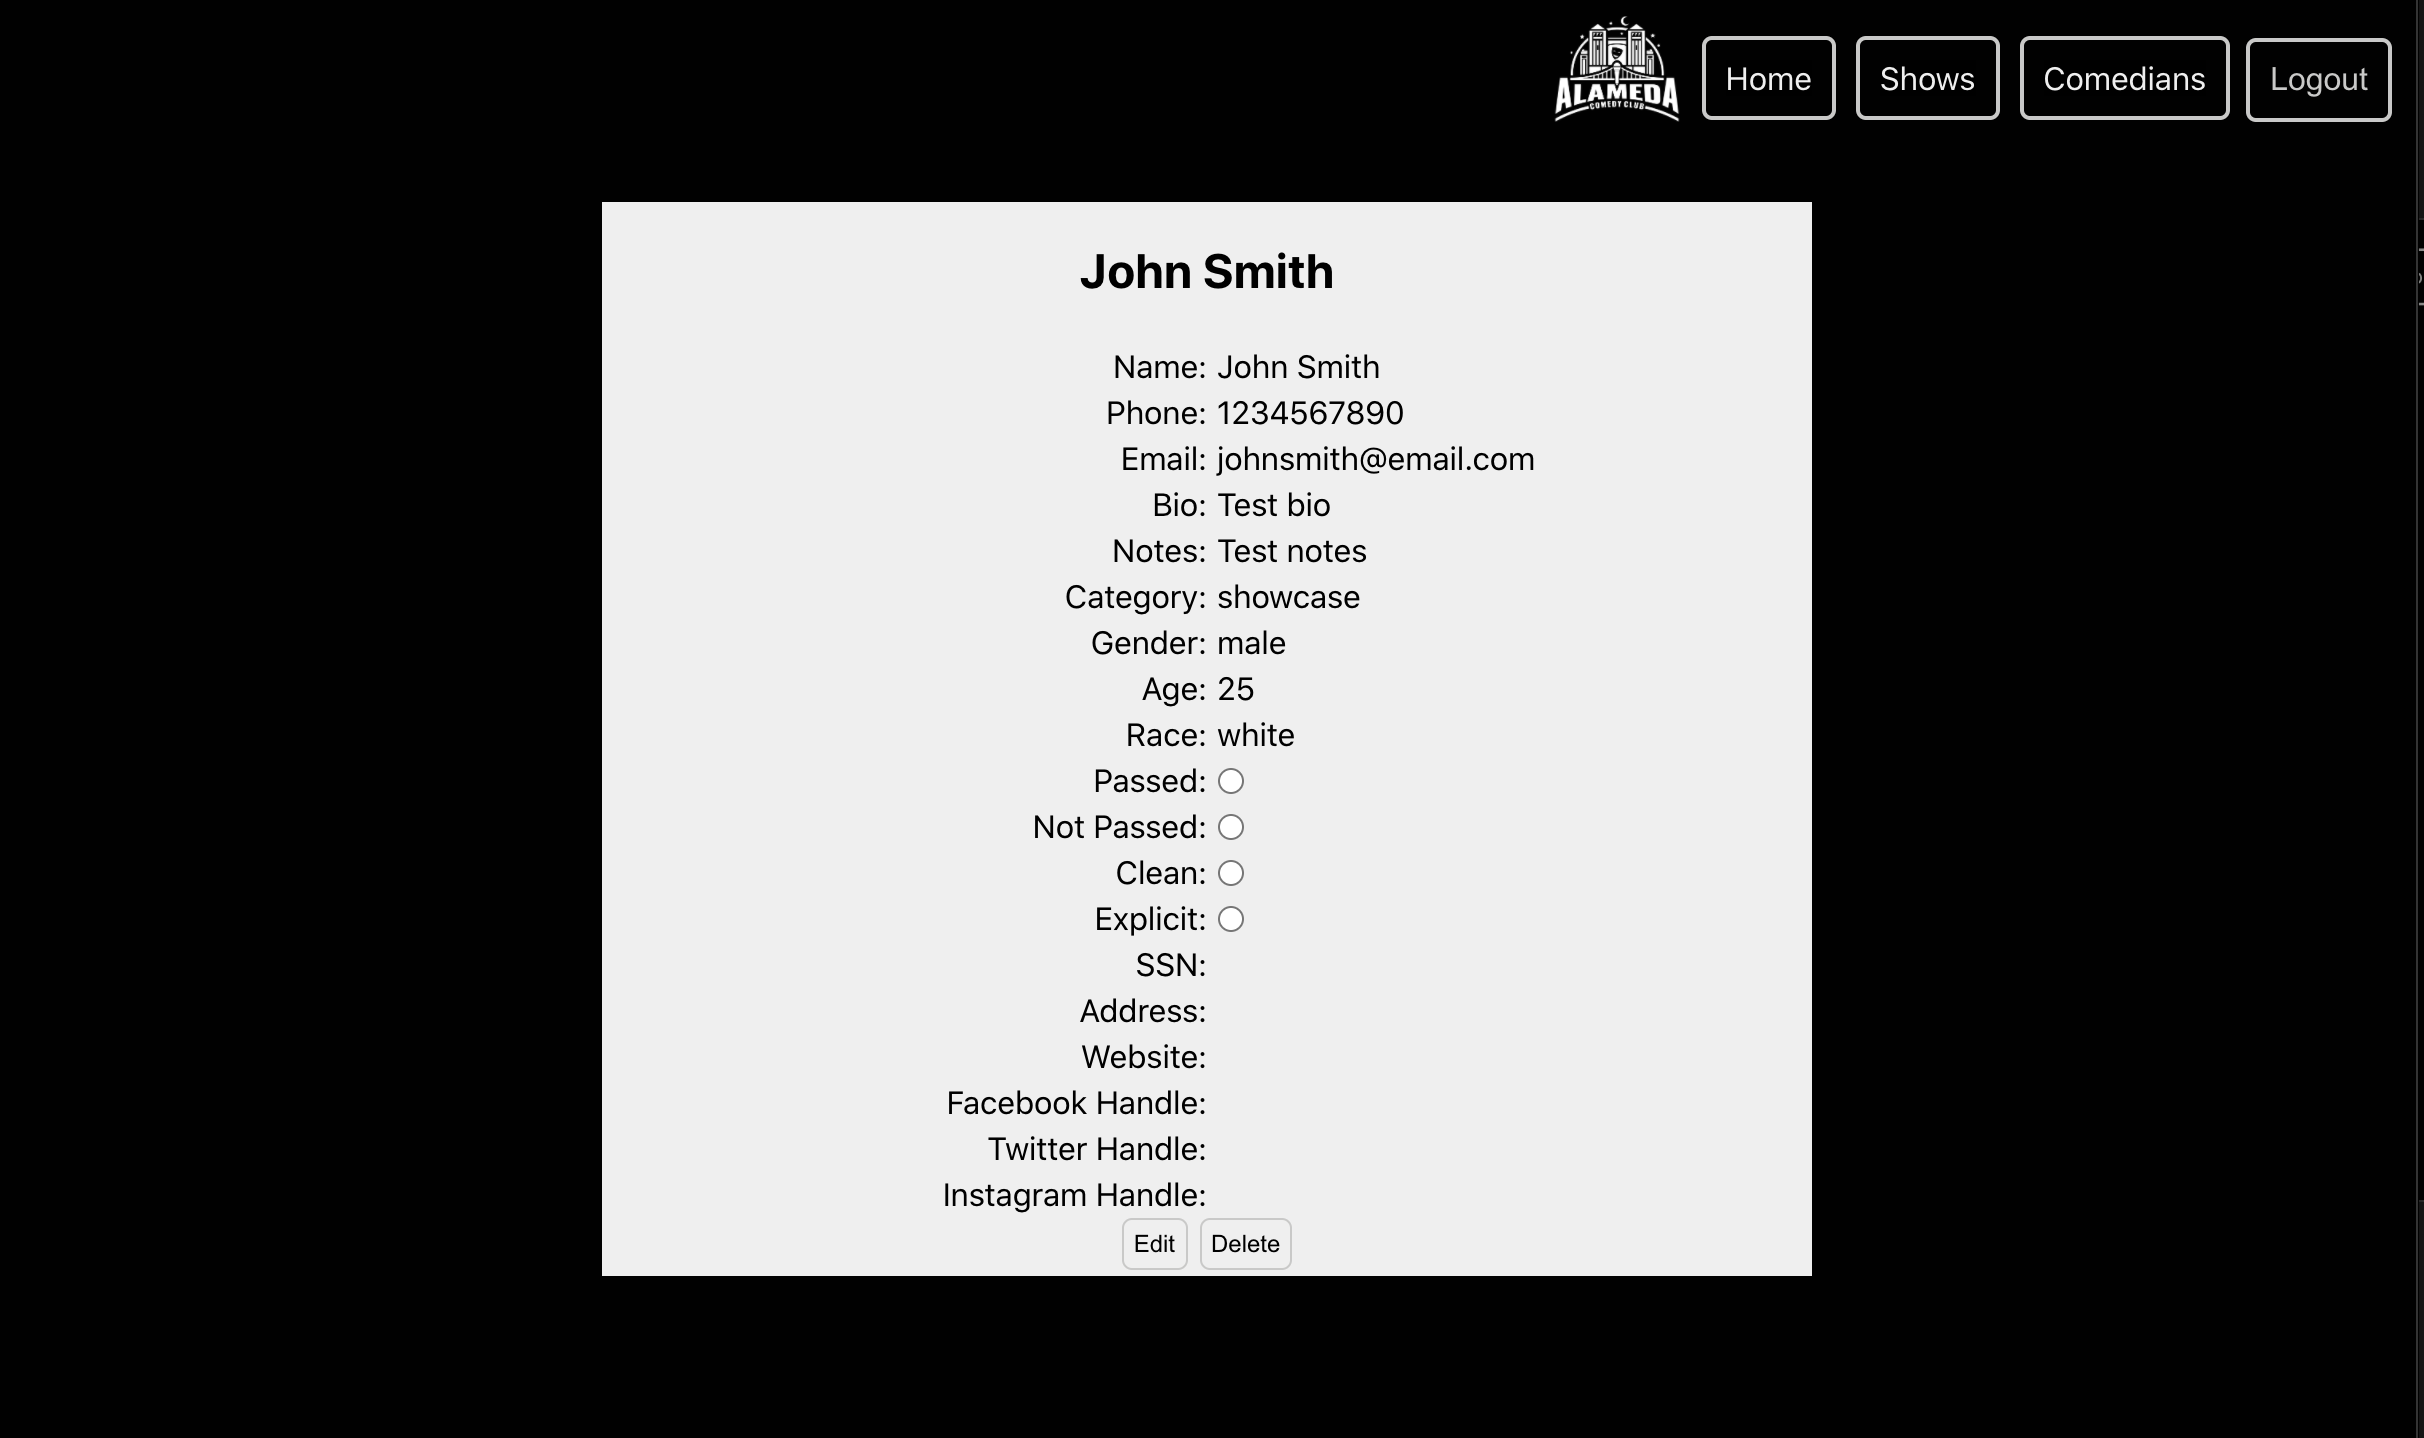 ALAMEDA
COMEDY CLUB
Home
Shows
Comedians
Logout
John Smith
Name: John Smith
Phone: 1234567890
Email: johnsmith@email.com
Bio: Test bio
Notes: Test notes
Category: showcase
Gender: male
Age: 25
Race: white
Passed:
Not Passed:
Clean:
Explicit:
SSN:
Address:
Website:
Facebook Handle:
Twitter Handle:
Instagram Handle:
Edit
Delete